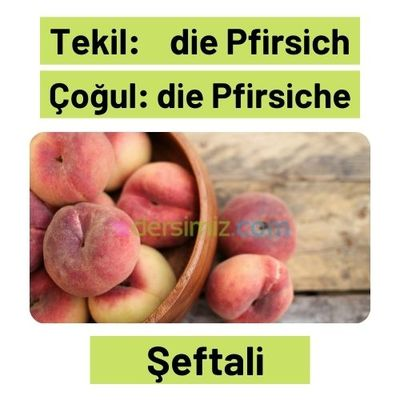 Tekil: die Pfirsich
Çoğul: die Pfirsiche
dersimiz.com
Şeftali